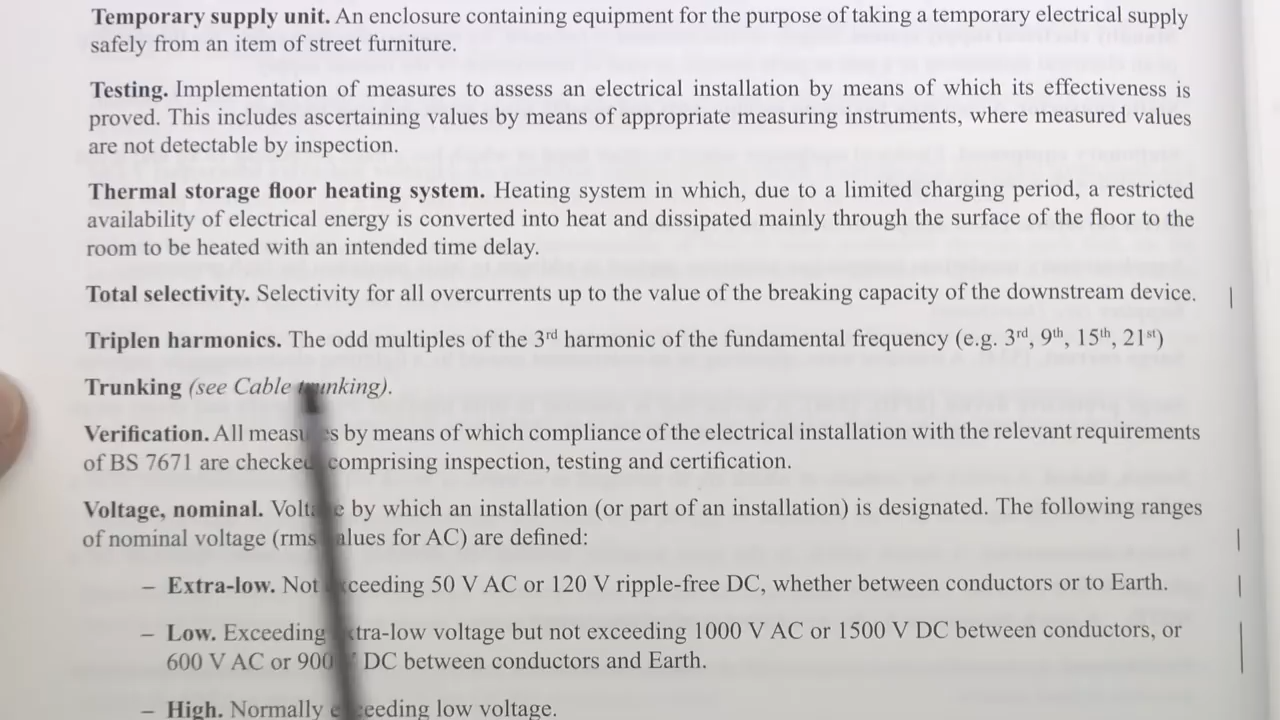 Temporary supply unit. An enclosure containing equipment for the purpose of taking a temporary electrical supply
safely from an item of street furniture.
Testing. Implementation of measures to assess an electrical installation by means of which its effectiveness is
proved. This includes ascertaining values by means of appropriate measuring instruments, where measured values
are not detectable by inspection.
Thermal storage floor heating system. Heating system in which, due to a limited charging period, a restricted
availability of electrical energy is converted into heat and dissipated mainly through the surface of the floor to the
room to be heated with an intended time delay.
Total selectivity. Selectivity for all overcurrents up to the value of the breaking capacity of the downstream device.
Triplen harmonics. The odd multiples of the 3rd harmonic of the fundamental frequency (e.g. 3rd, 9th, 15th, 21st)
Trunking (see Cable trunking).
Verification. All measures by means of which compliance of the electrical installation with the relevant requirements
of BS 7671 are checked comprising inspection, testing and certification.
Voltage, nominal. Voltage by which an installation (or part of an installation) is designated. The following ranges
of nominal voltage (rms values for AC) are defined:
– Extra-low. Not exceeding 50 V AC or 120 V ripple-free DC, whether between conductors or to Earth.
– Low. Exceeding extra-low voltage but not exceeding 1000 V AC or 1500 V DC between conductors, or
600 V AC or 900 V DC between conductors and Earth.
– High. Normally exceeding low voltage.